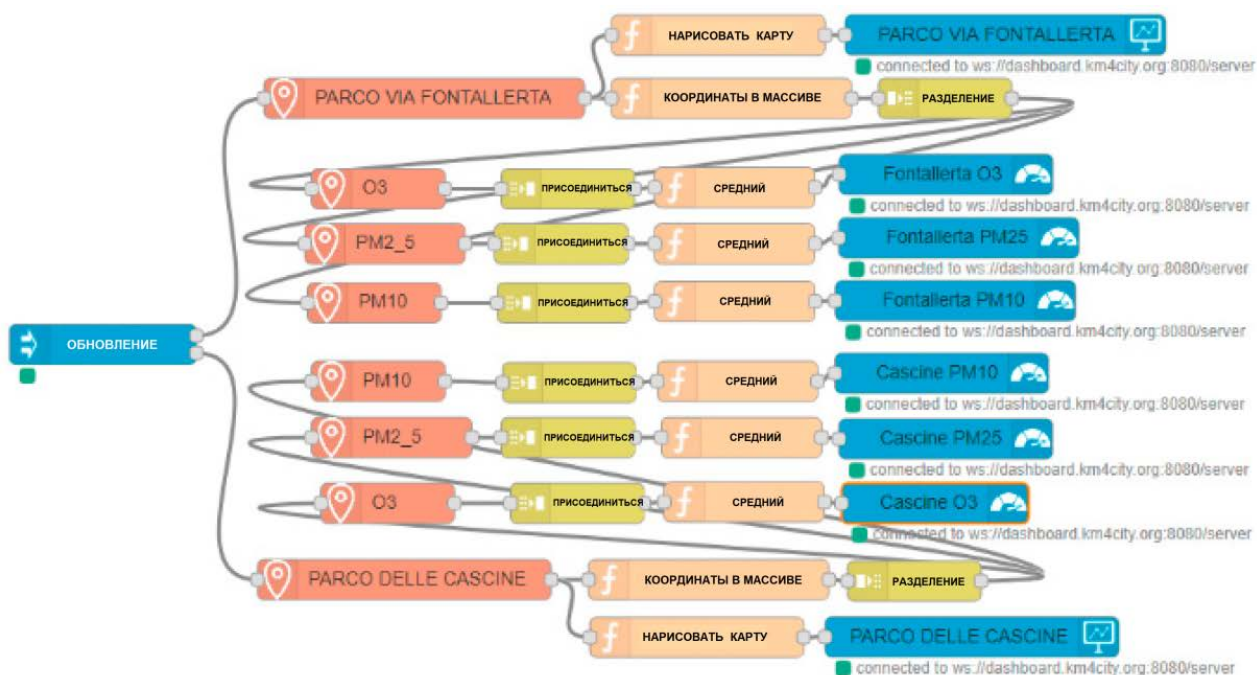 НАРИСОВАТЬ КАРТУ
PARCO VIA FONTALLERTA
connected to ws://dashboard.km4city.org:8080/server
PARCO VIA FONTALLERTA
КООРДИНАТЫ В МАССИВЕ
РАЗДЕЛЕНИЕ
O3
ПРИСОЕДИНИТЬСЯ
СРЕДНИЙ
Fontallerta O3
connected to ws://dashboard.km4city.org:8080/server
PM2_5
ПРИСОЕДИНИТЬСЯ
СРЕДНИЙ
Fontallerta PM25
connected to ws://dashboard.km4city.org:8080/server
PM10
ПРИСОЕДИНИТЬСЯ
СРЕДНИЙ
Fontallerta PM10
connected to ws://dashboard.km4city.org:8080/server
ОБНОВЛЕНИЕ
PM10
ПРИСОЕДИНИТЬСЯ
СРЕДНИЙ
Cascine PM10
connected to ws://dashboard.km4city.org:8080/server
PM2_5
ПРИСОЕДИНИТЬСЯ
СРЕДНИЙ
Cascine PM25
connected to ws://dashboard.km4city.org:8080/server
O3
ПРИСОЕДИНИТЬСЯ
СРЕДНИЙ
Cascine O3
connected to ws://dashboard.km4city.org:8080/server
PARCO DELLE CASCINE
КООРДИНАТЫ В МАССИВЕ
РАЗДЕЛЕНИЕ
НАРИСОВАТЬ КАРТУ
PARCO DELLE CASCINE
connected to ws://dashboard.km4city.org:8080/server